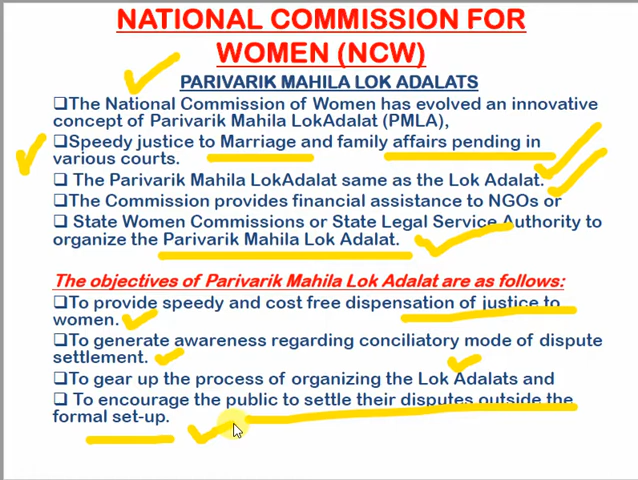 NATIONAL COMMISSION FOR
WOMEN (NCW)
PARIVARIK MAHILA LOK ADALATS
❑The National Commission of Women has evolved an innovative
concept of Parivarik Mahila LokAdalat (PMLA),
❑Speedy justice to Marriage and family affairs pending in
various courts.
❑ The Parivarik Mahila LokAdalat same as the Lok Adalat.
❑The Commission provides financial assistance to NGOs or
❑ State Women Commissions or State Legal Service Authority to
organize the Parivarik Mahila Lok Adalat.
The objectives of Parivarik Mahila Lok Adalat are as follows:
❑To provide speedy and cost free dispensation of justice to
women.
❑To generate awareness regarding conciliatory mode of dispute
settlement.
❑To gear up the process of organizing the Lok Adalats and
❑ To encourage the public to settle their disputes outside the
formal set-up.